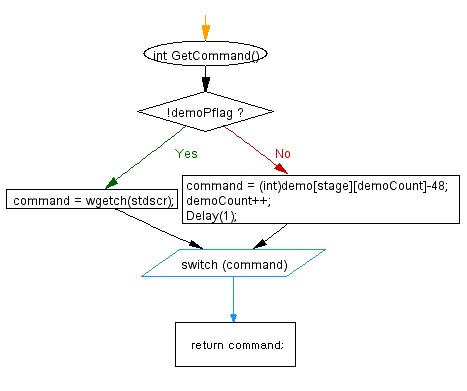 int GetCommand()
!demoPflag ?
Yes
No
command = wgetch(stdscr);
command = (int)demo[stage][demoCount]-48;
demoCount++;
Delay(1);
switch (command)
return command;